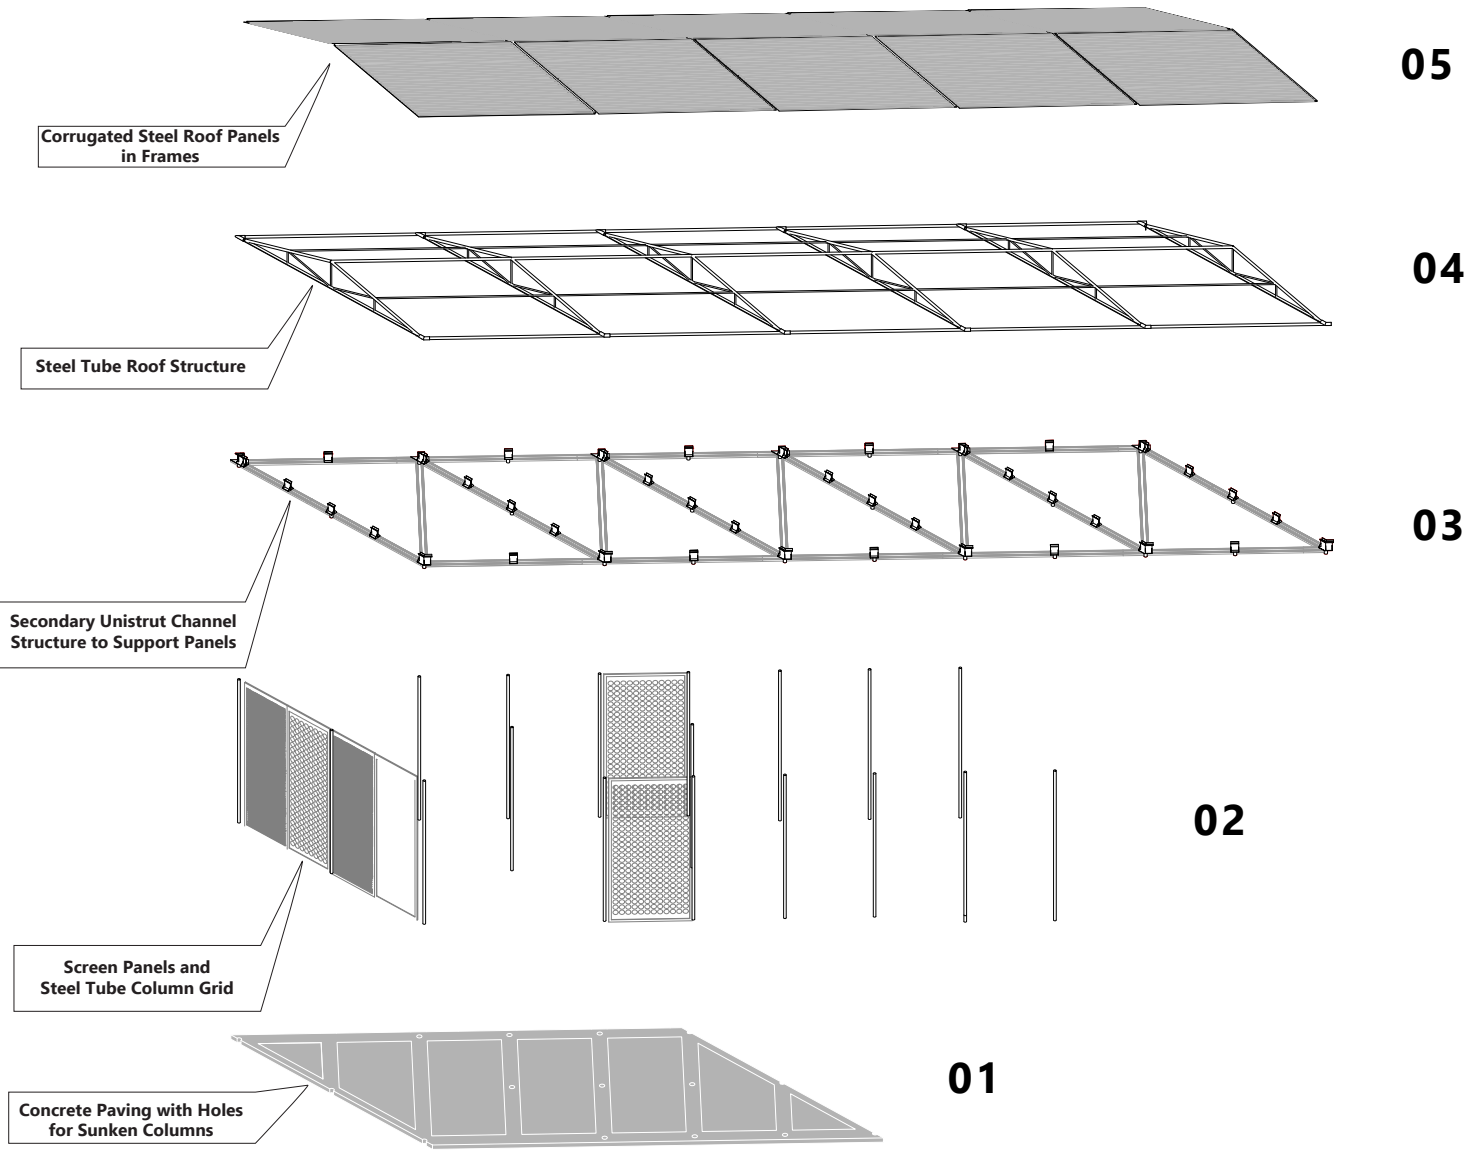 05
Corrugated Steel Roof Panels
in Frames
04
Steel Tube Roof Structure
03
Secondary Unistrut Channel
Structure to Support Panels
02
Screen Panels and
Steel Tube Column Grid
01
Concrete Paving with Holes
for Sunken Columns